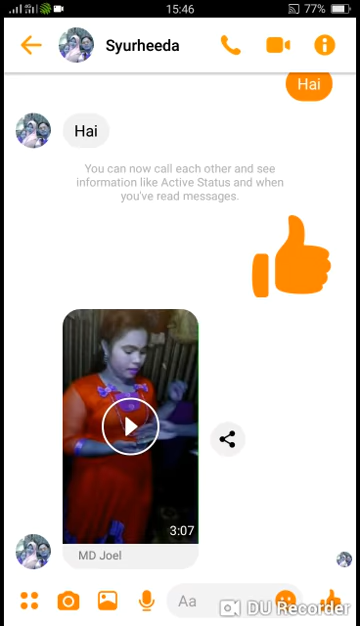 15:46
77%
Syurheeda
Hai
Hai
You can now call each other and see
information like Active Status and when
you've read messages.
3:07
MD Joel
Aa
DU Recorder